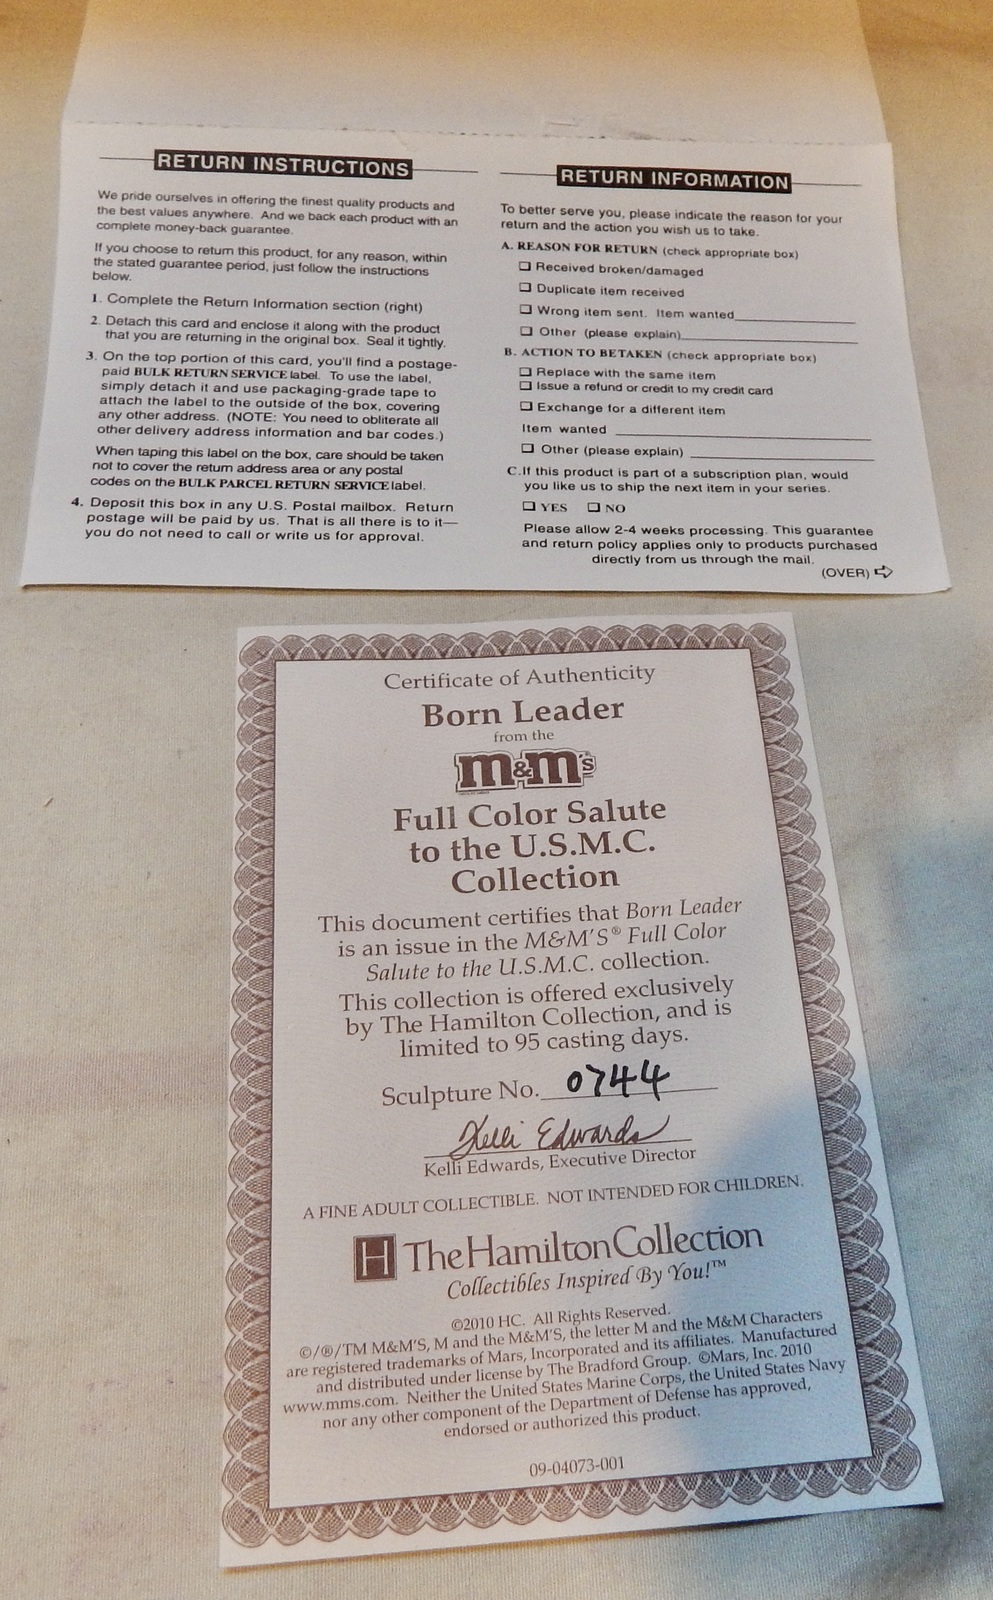 RETURN INSTRUCTIONS
We pride ourselves in offering the finest quality products and
the best values anywhere. And we back each product with an
complete money-back guarantee.
If you choose to return this product, for any reason, within
the stated guarantee period, just follow the instructions
below.
1. Complete the Return Information section (right)
2. Detach this card and enclose it along with the product
that you are returning in the original box. Seal it tightly.
3. On the top portion of this card, you'll find a postage-
paid BULK RETURN SERVICE label. To use the label,
simply detach it and use packaging-grade tape to
attach the label to the outside of the box, covering
any other address. (NOTE: You need to obliterate all
other delivery address information and bar codes.)
When taping this label on the box, care should be taken
not to cover the return address area or any postal
codes on the BULK PARCEL RETURN SERVICE label.
4. Deposit this box in any U.S. Postal mailbox. Return
postage will be paid by us. That is all there is to it—
you do not need to call or write us for approval.
RETURN INFORMATION
To better serve you, please indicate the reason for your
return and the action you wish us to take.
A. REASON FOR RETURN (check appropriate box)
☐ Received broken/damaged
☐ Duplicate item received
☐ Wrong item sent. Item wanted
☐ Other (please explain)
B. ACTION TO BETAKEN (check appropriate box)
☐ Replace with the same item
☐ Issue a refund or credit to my credit card
☐ Exchange for a different item
Item wanted
☐ Other (please explain)
C. If this product is part of a subscription plan, would
you like us to ship the next item in your series.
☐ YES ☐ NO
Please allow 2-4 weeks processing. This guarantee
and return policy applies only to products purchased
directly from us through the mail.
(OVER) ⇨
Certificate of Authenticity
Born Leader
from the
m&m's®
Full Color Salute
to the U.S.M.C.
Collection
This document certifies that Born Leader
is an issue in the M&M'S® Full Color
Salute to the U.S.M.C. collection.
This collection is offered exclusively
by The Hamilton Collection, and is
limited to 95 casting days.
Sculpture No. 0744
Kelli Edwards
Kelli Edwards, Executive Director
A FINE ADULT COLLECTIBLE. NOT INTENDED FOR CHILDREN.
H The Hamilton Collection
Collectibles Inspired By You!™
©2010 HC. All Rights Reserved.
©/®/TM M&M'S, M and the M&M'S, the letter M and the M&M Characters
are registered trademarks of Mars, Incorporated and its affiliates. Manufactured
and distributed under license by The Bradford Group. ©Mars, Inc. 2010
www.mms.com. Neither the United States Marine Corps, the United States Navy
nor any other component of the Department of Defense has approved,
endorsed or authorized this product.
09-04073-001